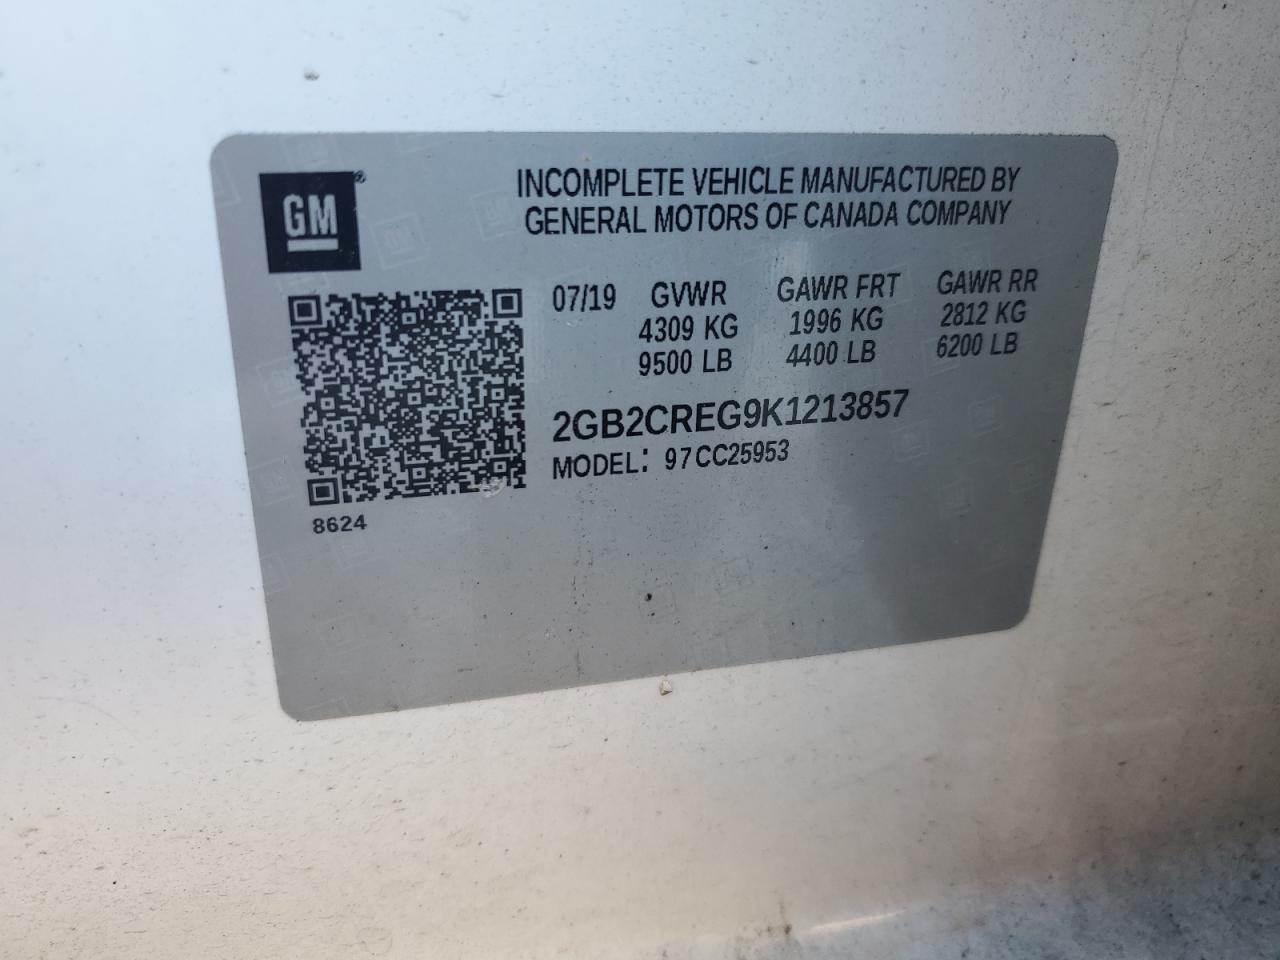 GM®
INCOMPLETE VEHICLE MANUFACTURED BY
GENERAL MOTORS OF CANADA COMPANY
07/19 GVWR GAWR FRT GAWR RR
4309 KG 1996 KG 2812 KG
9500 LB 4400 LB 6200 LB
2GB2CREG9K1213857
MODEL: 97CC25953
8624